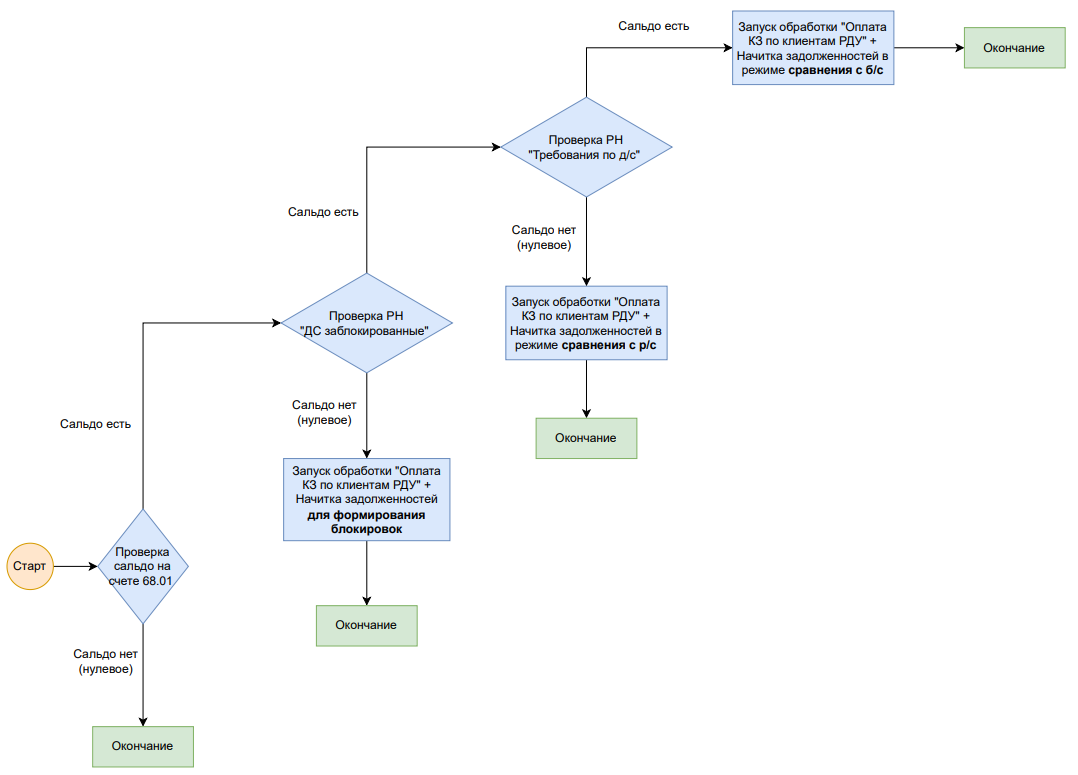 Сальдо есть
Запуск обработки "Оплата
КЗ по клиентам РДУ" +
Начитка задолженностей в
режиме сравнения с б/с
Окончание
Проверка РН
"Требования по д/с"
Сальдо есть
Сальдо нет
(нулевое)
Запуск обработки "Оплата
КЗ по клиентам РДУ" +
Начитка задолженностей в
режиме сравнения с р/с
Проверка РН
"ДС заблокированные"
Сальдо есть
Сальдо нет
(нулевое)
Окончание
Запуск обработки "Оплата
КЗ по клиентам РДУ" +
Начитка задолженностей
для формирования
блокировок
Старт
Проверка
сальдо на
счете 68.01
Окончание
Сальдо нет
(нулевое)
Окончание